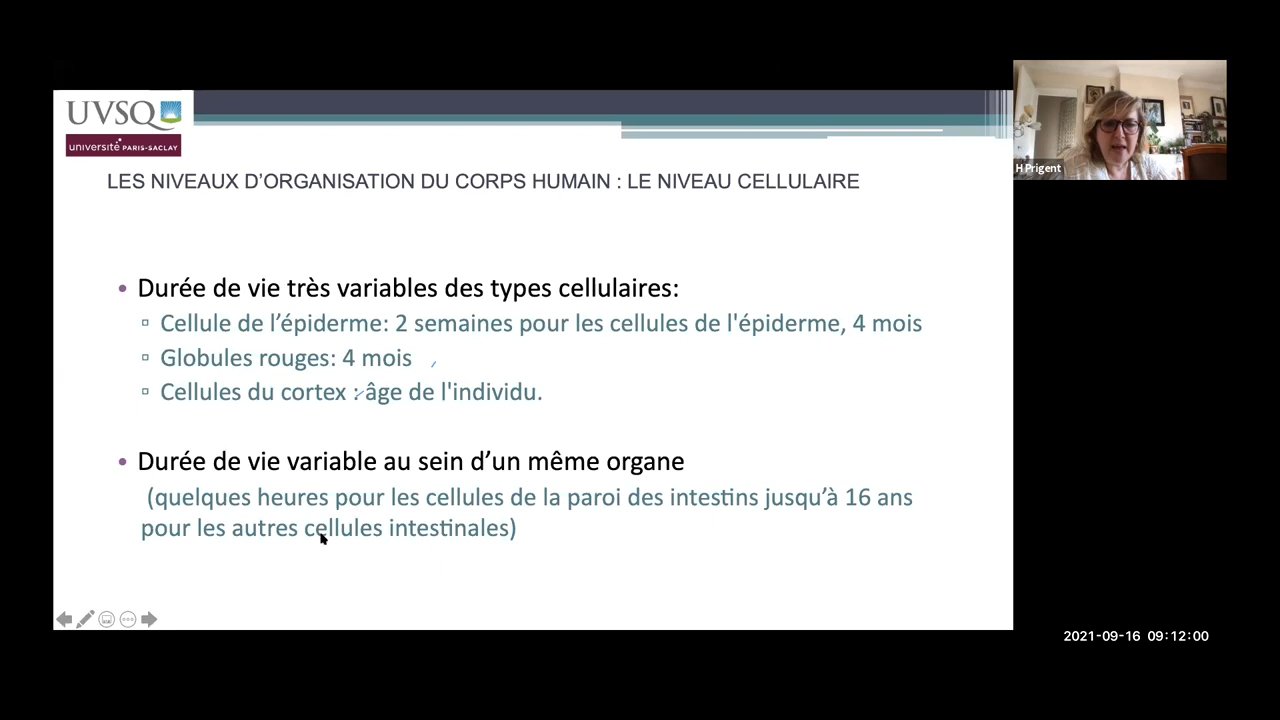 UVSQ
université PARIS-SACLAY
H Prigent
LES NIVEAUX D’ORGANISATION DU CORPS HUMAIN : LE NIVEAU CELLULAIRE
• Durée de vie très variables des types cellulaires:
▫ Cellule de l’épiderme: 2 semaines pour les cellules de l'épiderme, 4 mois
▫ Globules rouges: 4 mois
▫ Cellules du cortex : âge de l'individu.
• Durée de vie variable au sein d’un même organe
(quelques heures pour les cellules de la paroi des intestins jusqu’à 16 ans
pour les autres cellules intestinales)
2021-09-16 09:12:00